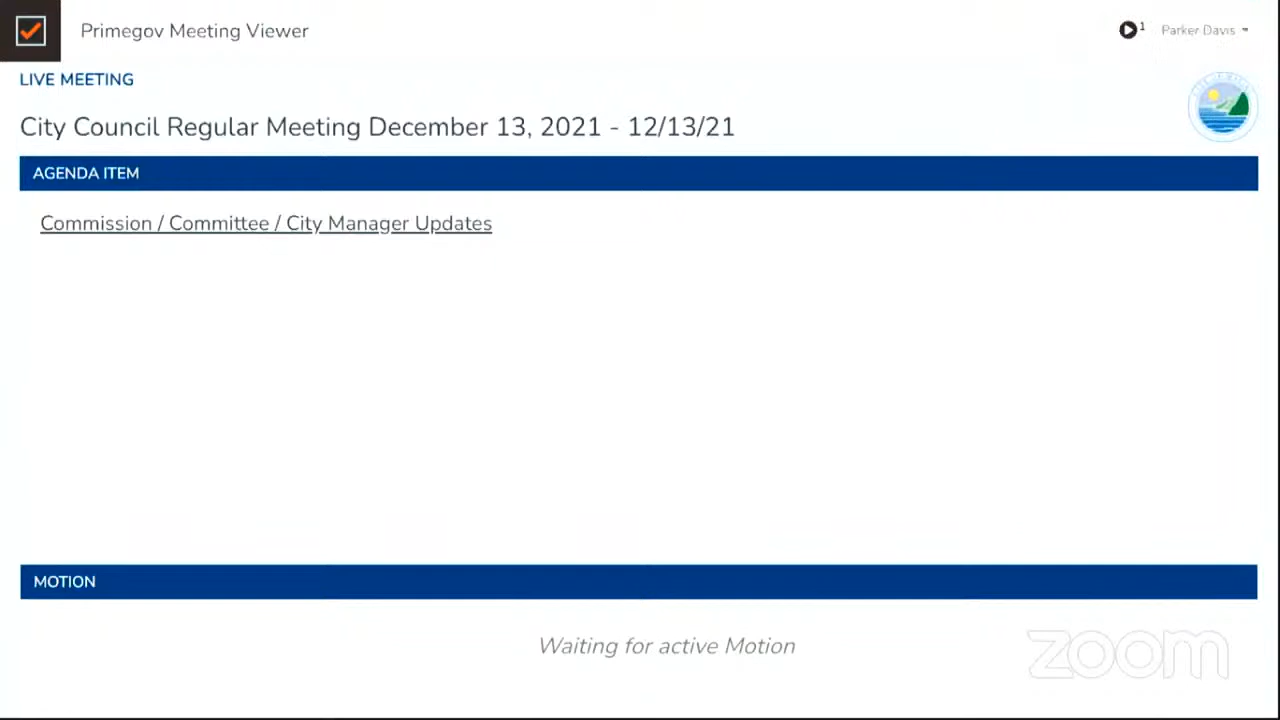 Primegov Meeting Viewer
1 Parker Davis
LIVE MEETING
City Council Regular Meeting December 13, 2021 - 12/13/21
AGENDA ITEM
Commission / Committee / City Manager Updates
MOTION
Waiting for active Motion
zoom